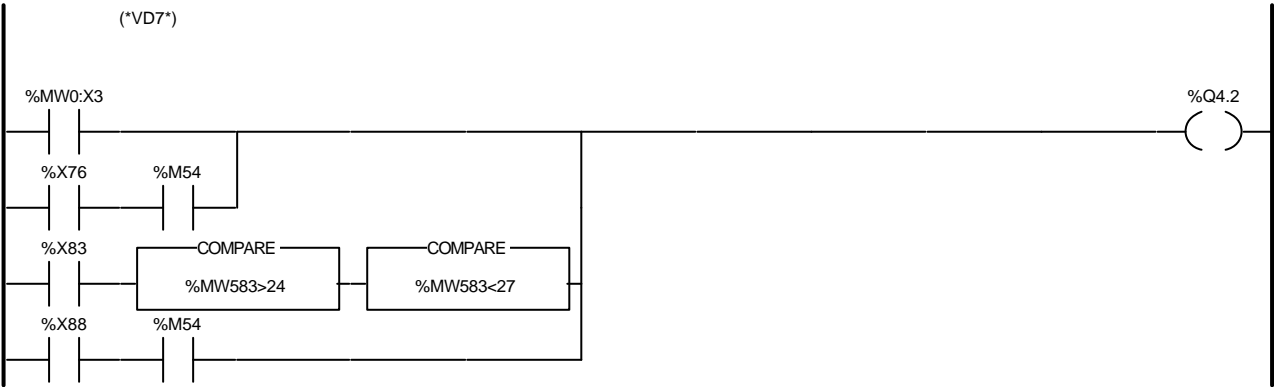 (*VD7*)
%MW0:X3 %Q4.2
%X76 %M54
%X83 COMPARE COMPARE
%MW583>24 %MW583<27
%X88 %M54